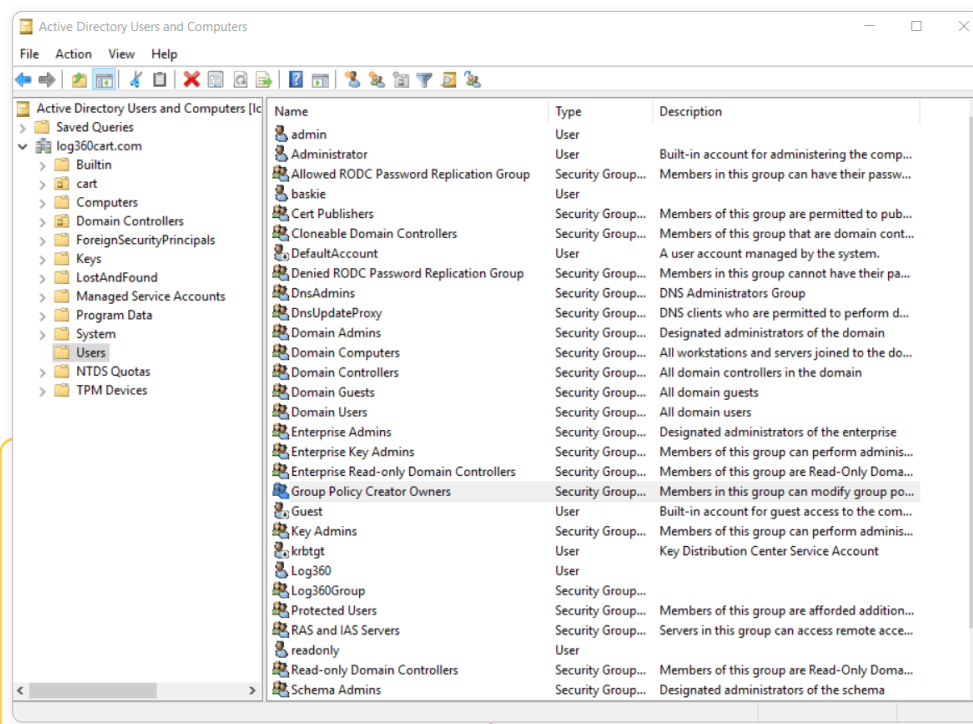 Active Directory Users and Computers
File Action View Help
Active Directory Users and Computers [lc
Saved Queries
log360cart.com
Builtin
cart
Computers
Domain Controllers
ForeignSecurityPrincipals
Keys
LostAndFound
Managed Service Accounts
Program Data
System
Users
NTDS Quotas
TPM Devices
Name Type Description
admin User
Administrator User Built-in account for administering the comp...
Allowed RODC Password Replication Group Security Group... Members in this group can have their passw...
baskie User
Cert Publishers Security Group... Members of this group are permitted to pub...
Cloneable Domain Controllers Security Group... Members of this group that are domain cont...
DefaultAccount User A user account managed by the system.
Denied RODC Password Replication Group Security Group... Members in this group cannot have their pa...
DnsAdmins Security Group... DNS Administrators Group
DnsUpdateProxy Security Group... DNS clients who are permitted to perform d...
Domain Admins Security Group... Designated administrators of the domain
Domain Computers Security Group... All workstations and servers joined to the do...
Domain Controllers Security Group... All domain controllers in the domain
Domain Guests Security Group... All domain guests
Domain Users Security Group... All domain users
Enterprise Admins Security Group... Designated administrators of the enterprise
Enterprise Key Admins Security Group... Members of this group can perform adminis...
Enterprise Read-only Domain Controllers Security Group... Members of this group are Read-Only Doma...
Group Policy Creator Owners Security Group... Members in this group can modify group po...
Guest User Built-in account for guest access to the com...
Key Admins Security Group... Members of this group can perform adminis...
krbtgt User Key Distribution Center Service Account
Log360 User
Log360Group Security Group...
Protected Users Security Group... Members of this group are afforded addition...
RAS and IAS Servers Security Group... Servers in this group can access remote acce...
readonly User
Read-only Domain Controllers Security Group... Members of this group are Read-Only Doma...
Schema Admins Security Group... Designated administrators of the schema